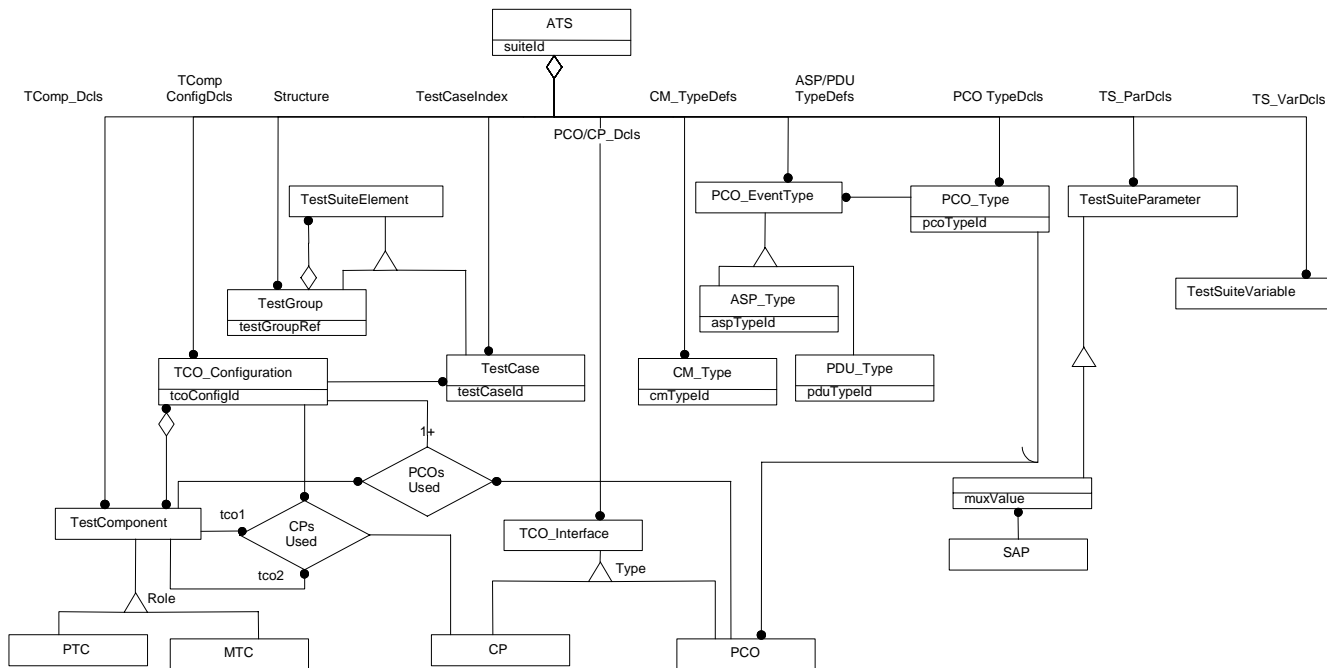 ATS
suiteId
TComp_Dcls
TComp
ConfigDcls
Structure
TestCaseIndex
PCO/CP_Dcls
CM_TypeDefs
ASP/PDU
TypeDefs
PCO TypeDcls
TS_ParDcls
TS_VarDcls
TestSuiteElement
PCO_EventType
PCO_Type
pcoTypeId
TestSuiteParameter
TestGroup
testGroupRef
ASP_Type
aspTypeId
TestSuiteVariable
TCO_Configuration
tcoConfigId
TestCase
testCaseId
CM_Type
cmTypeId
PDU_Type
pduTypeId
1+
PCOs
Used
muxValue
TestComponent
tco1
CPs
Used
TCO_Interface
SAP
tco2
Type
Role
PTC
MTC
CP
PCO